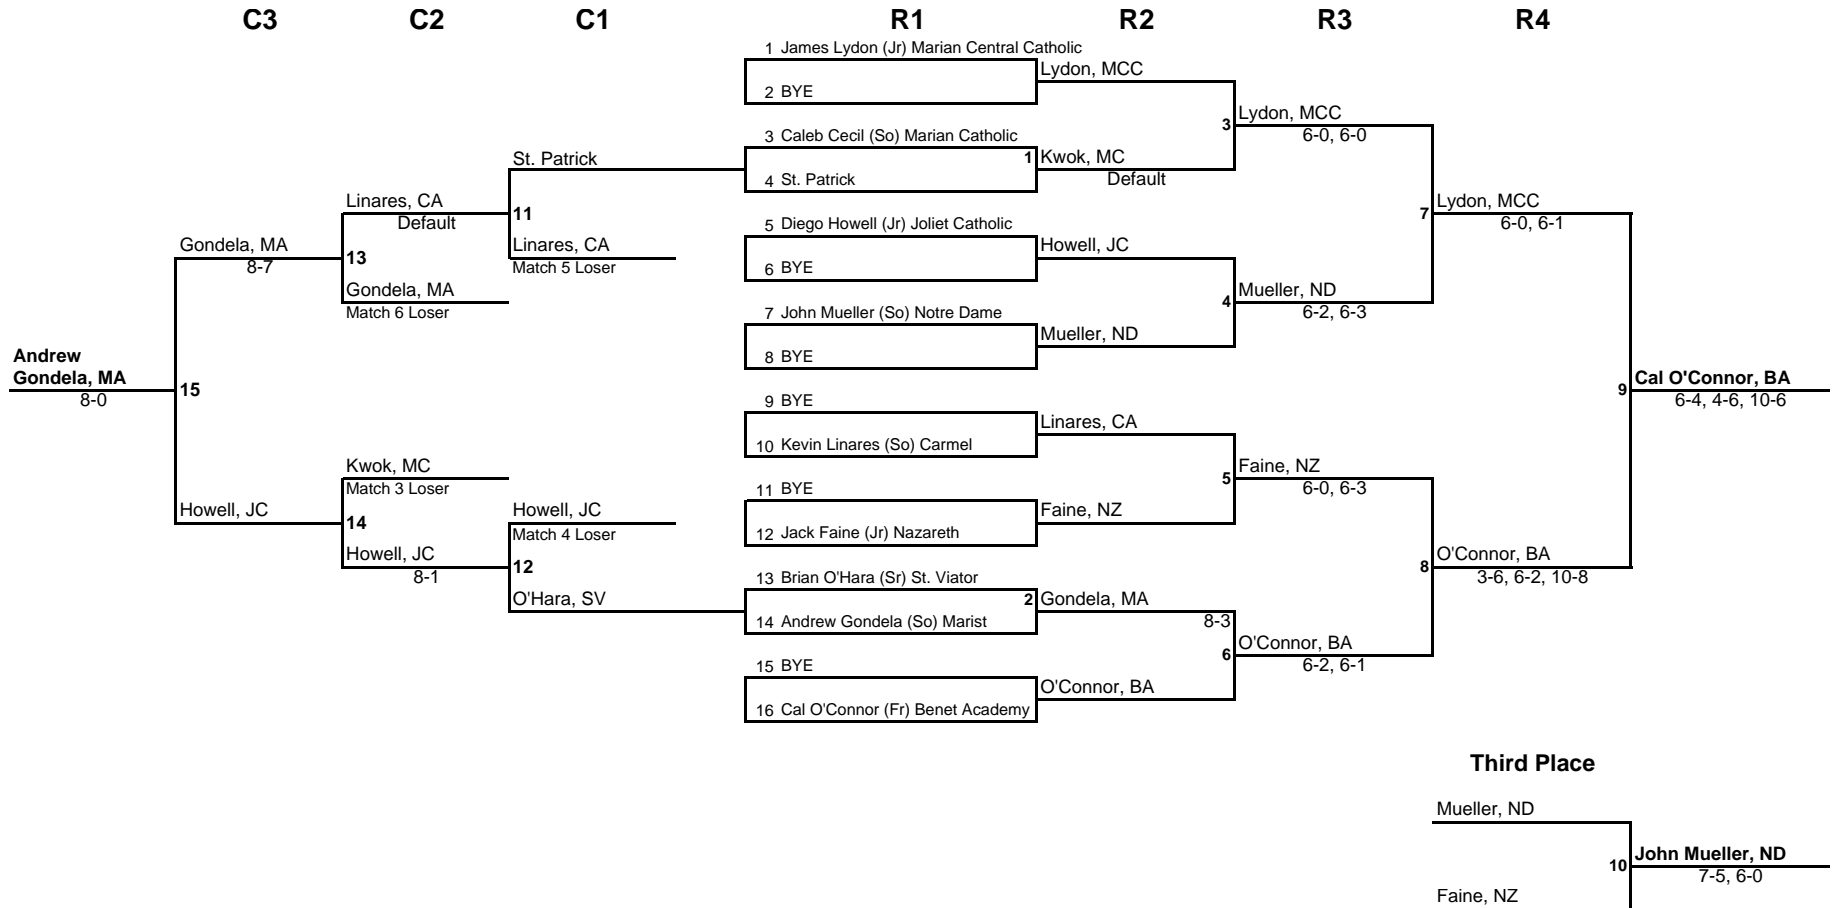 C3 C2 C1 R1 R2 R3 R4
1 James Lydon (Jr) Marian Central Catholic
Lydon, MCC
2 BYE
Lydon, MCC
3
6-0, 6-0
3 Caleb Cecil (So) Marian Catholic
1 Kwok, MC
Default
4 St. Patrick
St. Patrick
Linares, CA
Default
11
Lydon, MCC
7
6-0, 6-1
5 Diego Howell (Jr) Joliet Catholic
Howell, JC
6 BYE
Linares, CA
Match 5 Loser
Gondela, MA
8-7
13
Gondela, MA
Match 6 Loser
Mueller, ND
4
6-2, 6-3
7 John Mueller (So) Notre Dame
Mueller, ND
8 BYE
Andrew
Gondela, MA
8-0
15
9 Cal O'Connor, BA
6-4, 4-6, 10-6
9 BYE
Linares, CA
10 Kevin Linares (So) Carmel
Kwok, MC
Match 3 Loser
Faine, NZ
5
6-0, 6-3
11 BYE
Faine, NZ
12 Jack Faine (Jr) Nazareth
Howell, JC
14
Howell, JC
Match 4 Loser
Howell, JC
8-1
12
O'Connor, BA
8
3-6, 6-2, 10-8
13 Brian O'Hara (Sr) St. Viator
O'Hara, SV
2 Gondela, MA
8-3
14 Andrew Gondela (So) Marist
O'Connor, BA
6
6-2, 6-1
15 BYE
O'Connor, BA
16 Cal O'Connor (Fr) Benet Academy
Third Place
Mueller, ND
10 John Mueller, ND
7-5, 6-0
Faine, NZ